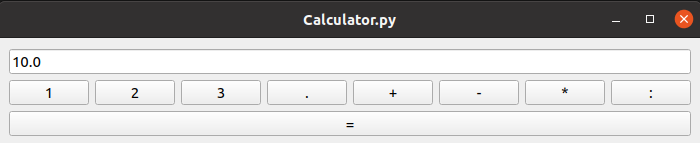 Calculator.py
10.0
1 2 3 . + - * :
=